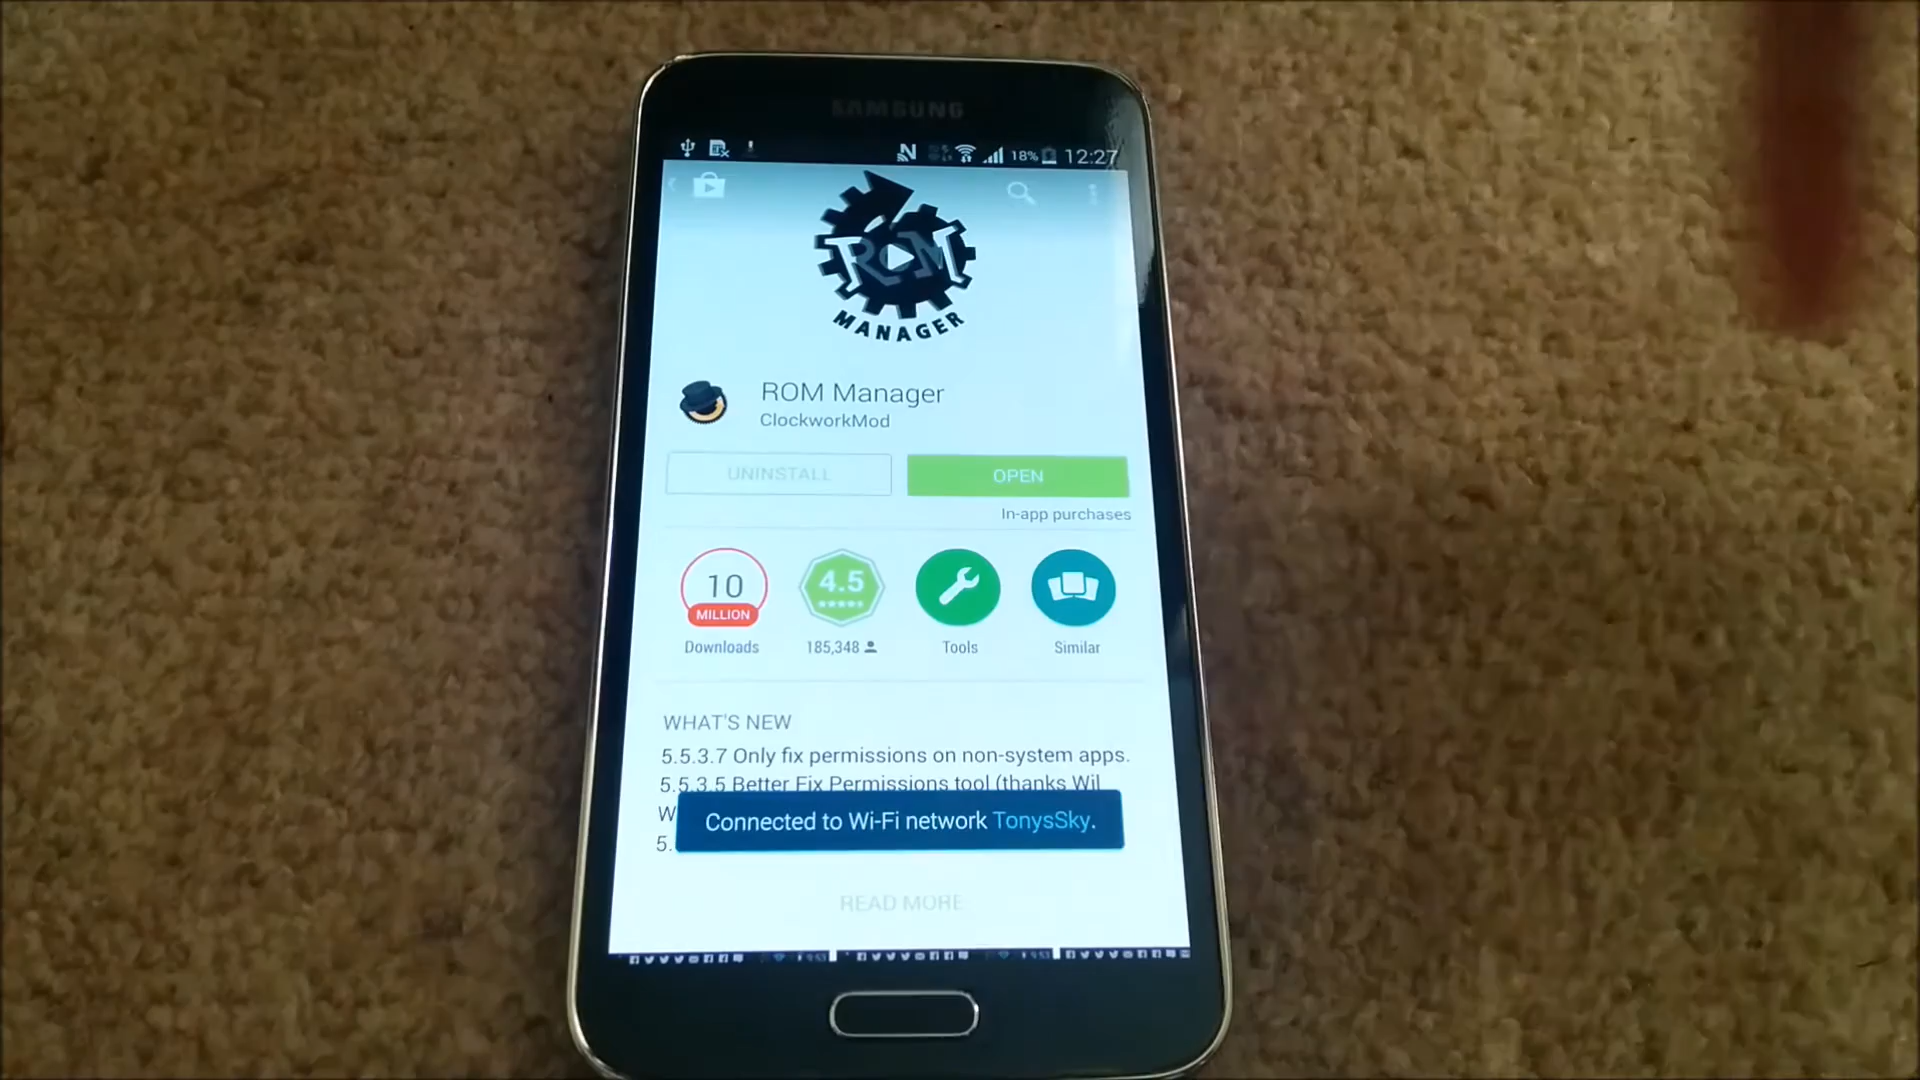 SAMSUNG
18% 12:27
ROM
MANAGER
ROM Manager
ClockworkMod
UNINSTALL
OPEN
In-app purchases
10
MILLION
4.5
Downloads
185,348
Tools
Similar
WHAT'S NEW
5.5.3.7 Only fix permissions on non-system apps.
5.5.3.5 Better Fix Permissions tool (thanks Wil
W
Connected to Wi-Fi network TonysSky.
5.
READ MORE